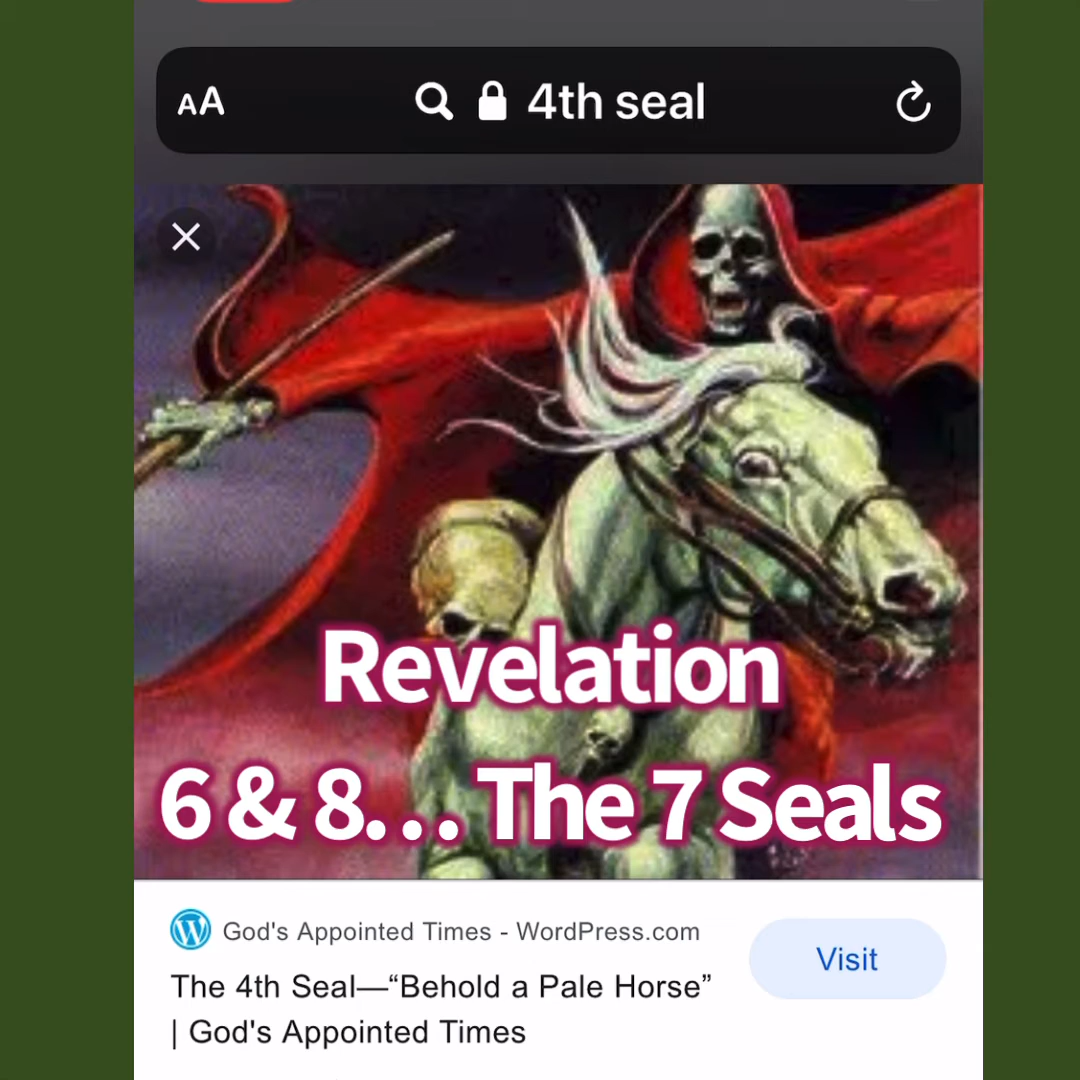 AA 4th seal
Revelation
6 & 8... The 7 Seals
God's Appointed Times - WordPress.com
Visit
The 4th Seal—“Behold a Pale Horse”
| God's Appointed Times